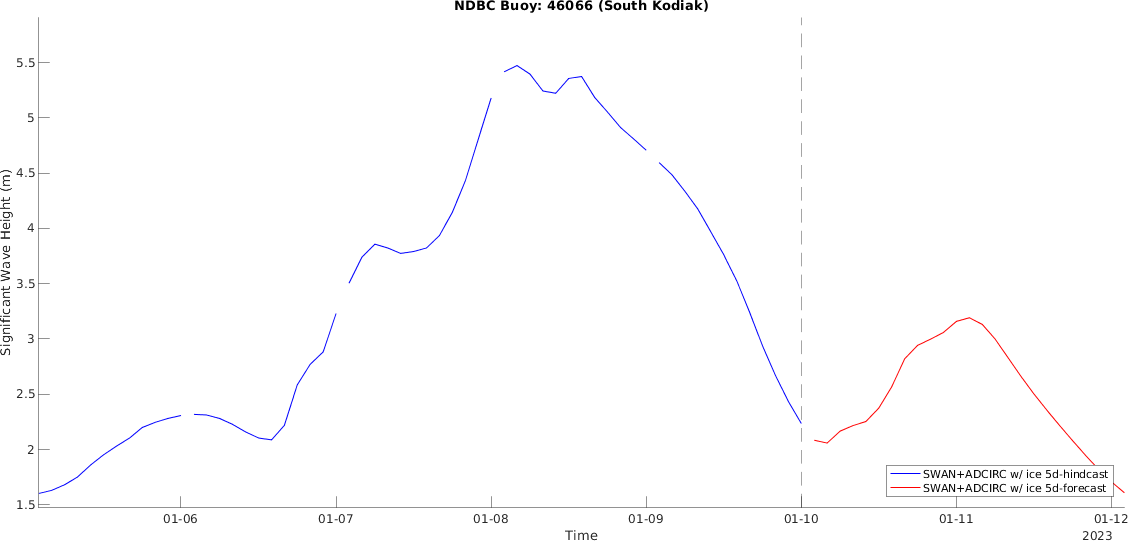 NDBC Buoy: 46066 (South Kodiak)
5.5
5
4.5
4
3.5
3
2.5
2
1.5
Significant Wave Height (m)
SWAN+ADCIRC w/ ice 5d-hindcast
SWAN+ADCIRC w/ ice 5d-forecast
01-06 01-07 01-08 01-09 01-10 01-11 01-12
Time
2023